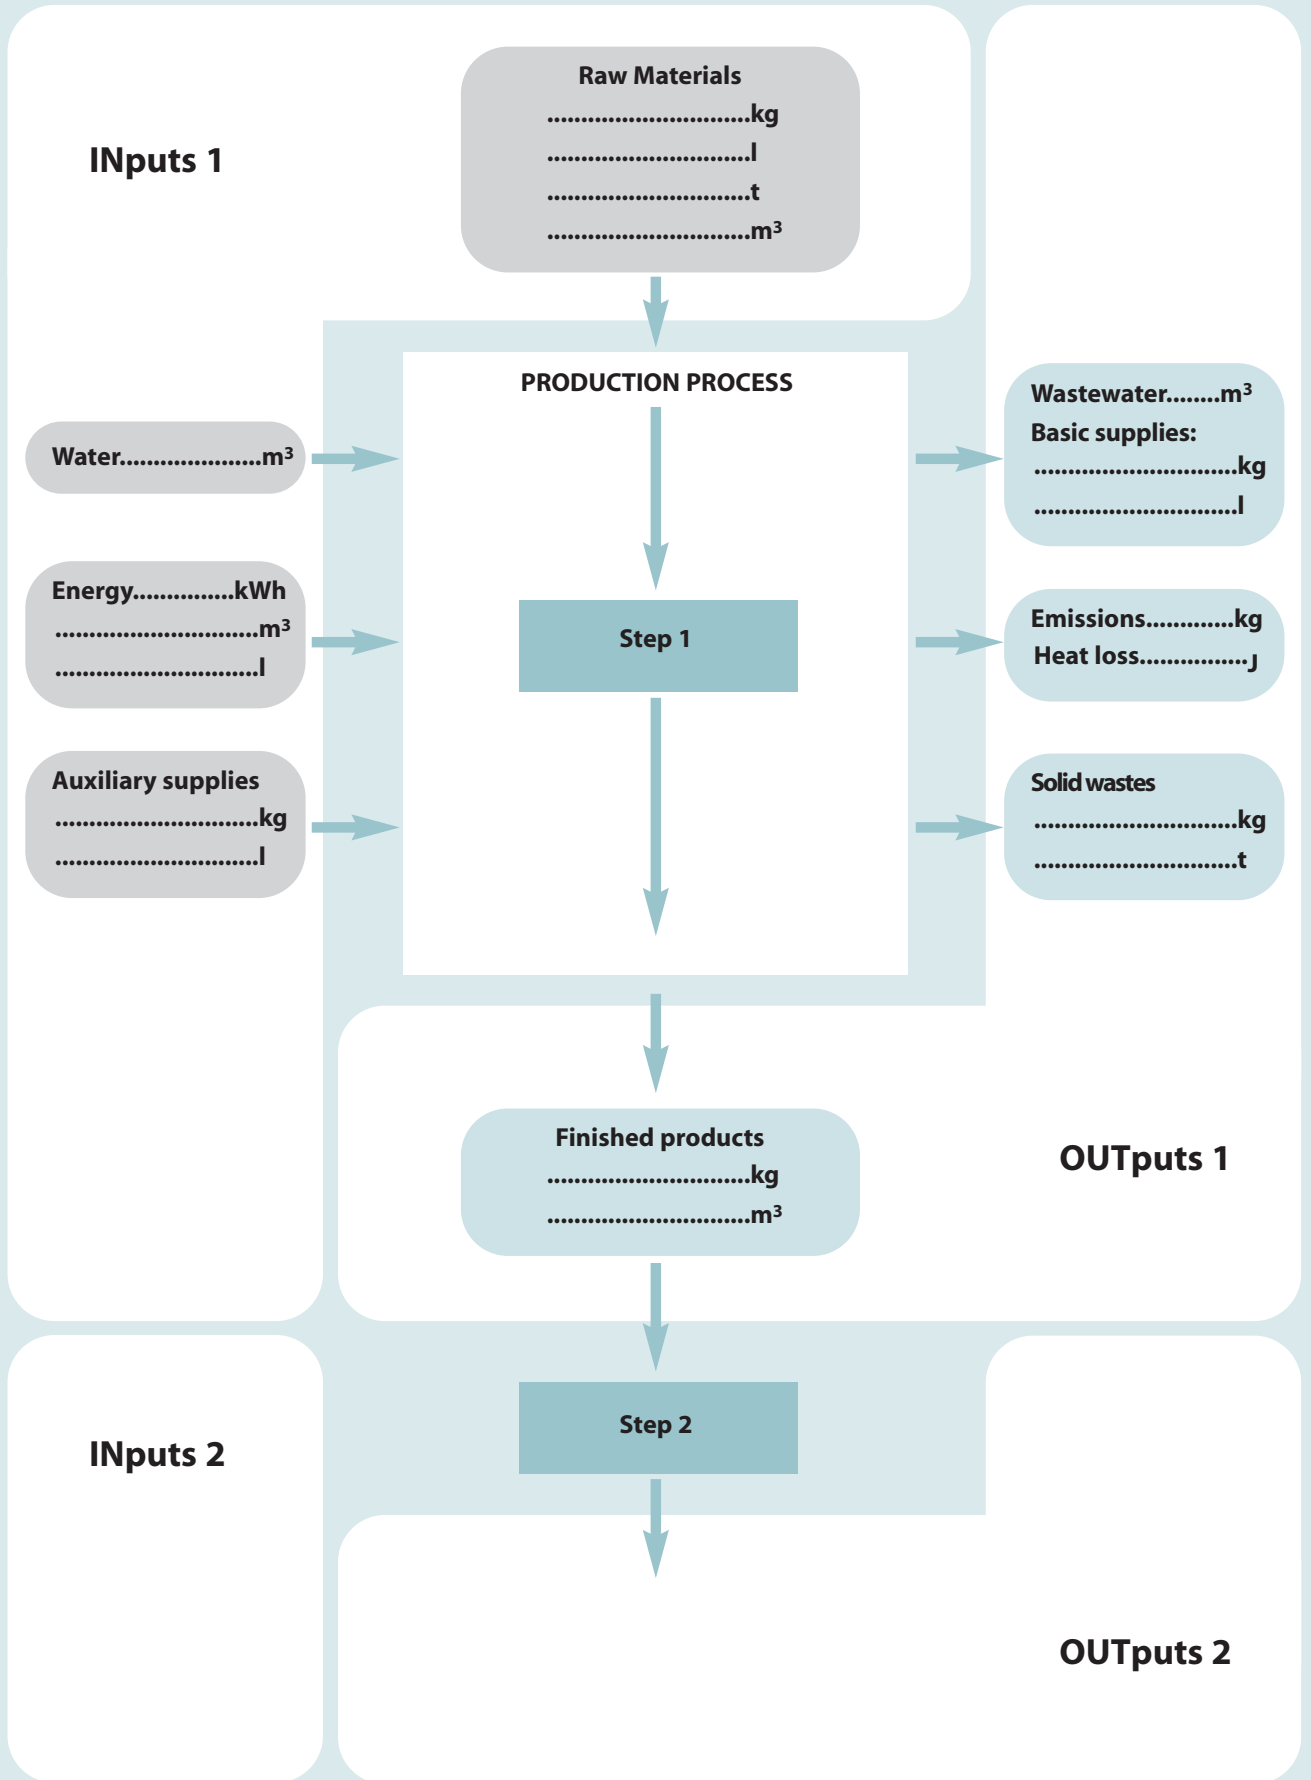 INputs 1
Raw Materials
..............................kg
..............................l
..............................t
..............................m³
PRODUCTION PROCESS
Water.....................m³
Energy...............kWh
..............................m³
..............................l
Auxiliary supplies
..............................kg
..............................l
Step 1
Wastewater........m³
Basic supplies:
..............................kg
..............................l
Emissions.............kg
Heat loss................J
Solid wastes
..............................kg
..............................t
Finished products
..............................kg
..............................m³
OUTputs 1
INputs 2
Step 2
OUTputs 2